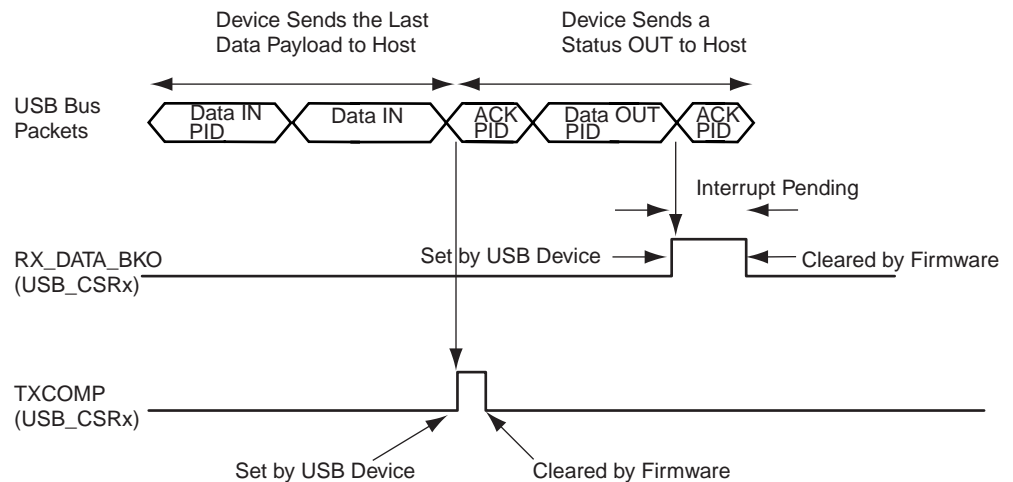 Device Sends the Last
Data Payload to Host
Device Sends a
Status OUT to Host
USB Bus
Packets
Data IN
PID
Data IN
ACK
PID
Data OUT
PID
ACK
PID
Interrupt Pending
RX_DATA_BKO
(USB_CSRx)
Set by USB Device
Cleared by Firmware
TXCOMP
(USB_CSRx)
Set by USB Device
Cleared by Firmware